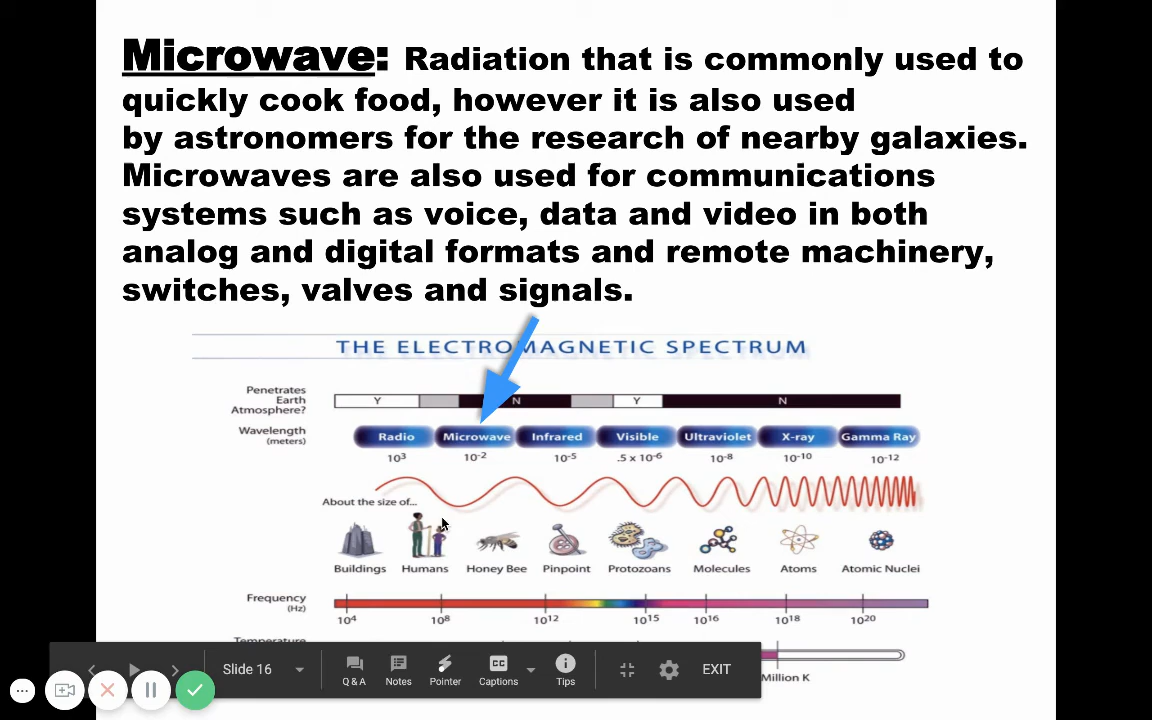 Microwave: Radiation that is commonly used to
quickly cook food, however it is also used
by astronomers for the research of nearby galaxies.
Microwaves are also used for communications
systems such as voice, data and video in both
analog and digital formats and remote machinery,
switches, valves and signals.
THE ELECTROMAGNETIC SPECTRUM
Penetrates
Earth
Atmosphere?
Y N Y N
Wavelength
(meters)
Radio Microwave Infrared Visible Ultraviolet X-ray Gamma Ray
10³ 10⁻² 10⁻⁵ .5 x 10⁻⁶ 10⁻⁸ 10⁻¹⁰ 10⁻¹²
About the size of...
Buildings Humans Honey Bee Pinpoint Protozoans Molecules Atoms Atomic Nuclei
Frequency
(Hz)
10⁴ 10⁸ 10¹² 10¹⁵ 10¹⁶ 10¹⁸ 10²⁰
Temperature
Million K
Slide 16 Q & A Notes Pointer CC Captions Tips EXIT